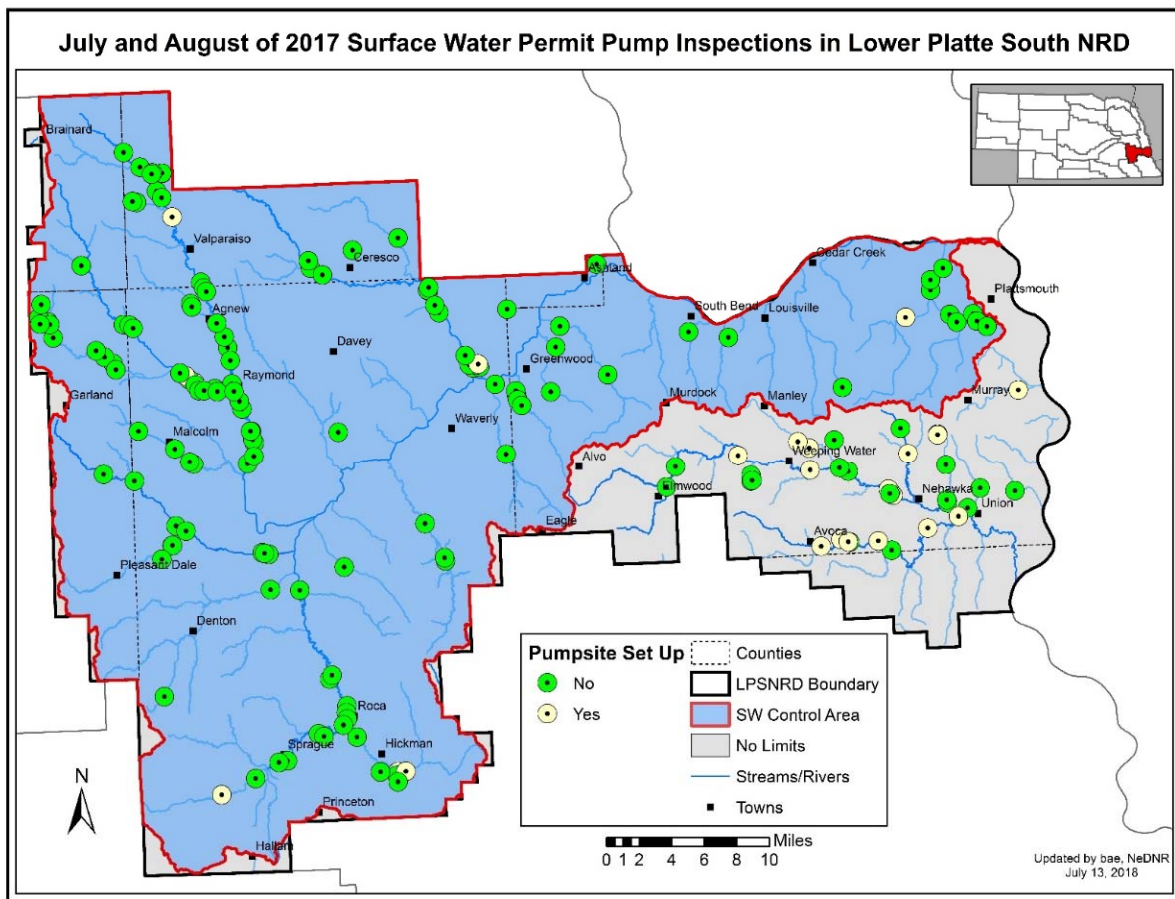 July and August of 2017 Surface Water Permit Pump Inspections in Lower Platte South NRD
Brainard
Valparaiso
Ceresco
Ashland
Cedar Creek
Plattsmouth
Agnew
South Bend
Louisville
Davey
Greenwood
Raymond
Garland
Murdock
Manley
Murray
Waverly
Malcolm
Alvo
Weeping Water
Elmwood
Nehawka
Union
Eagle
Avoca
Pleasant Dale
Denton
Roca
Sprague
Hickman
Princeton
Hallam
N
Pumpsite Set Up
No
Yes
Counties
LPSNRD Boundary
SW Control Area
No Limits
Streams/Rivers
Towns
0 1 2 4 6 8 10 Miles
Updated by bae, NeDNR
July 13, 2018